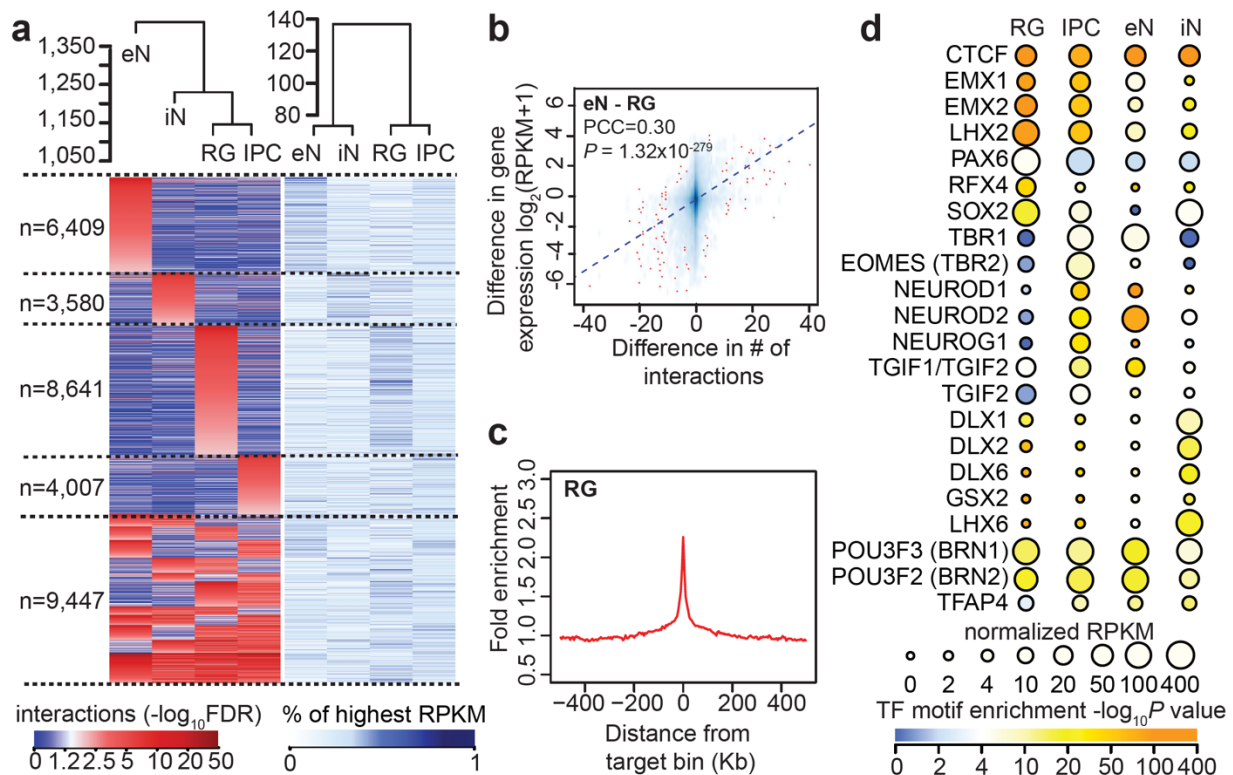 a
1,350
1,250
1,150
1,050
eN
iN
RG IPC
140
120
100
80
eN iN RG IPC
n=6,409
n=3,580
n=8,641
n=4,007
n=9,447
interactions (-log10FDR)
0 1.2 2.5 5 10 20 50
% of highest RPKM
0 1
b
Difference in gene
expression log2(RPKM+1)
6
4
2
0
-2
-4
-6
eN - RG
PCC=0.30
P = 1.32x10-279
-40 -20 0 20 40
Difference in # of
interactions
c
Fold enrichment
3.0
2.5
2.0
1.5
1.0
0.5
RG
−400 −200 0 200 400
Distance from
target bin (Kb)
d
RG IPC eN iN
CTCF
EMX1
EMX2
LHX2
PAX6
RFX4
SOX2
TBR1
EOMES (TBR2)
NEUROD1
NEUROD2
NEUROG1
TGIF1/TGIF2
TGIF2
DLX1
DLX2
DLX6
GSX2
LHX6
POU3F3 (BRN1)
POU3F2 (BRN2)
TFAP4
normalized RPKM
0 2 4 10 20 50 100 400
TF motif enrichment -log10P value
0 2 4 6 10 20 50 100 400